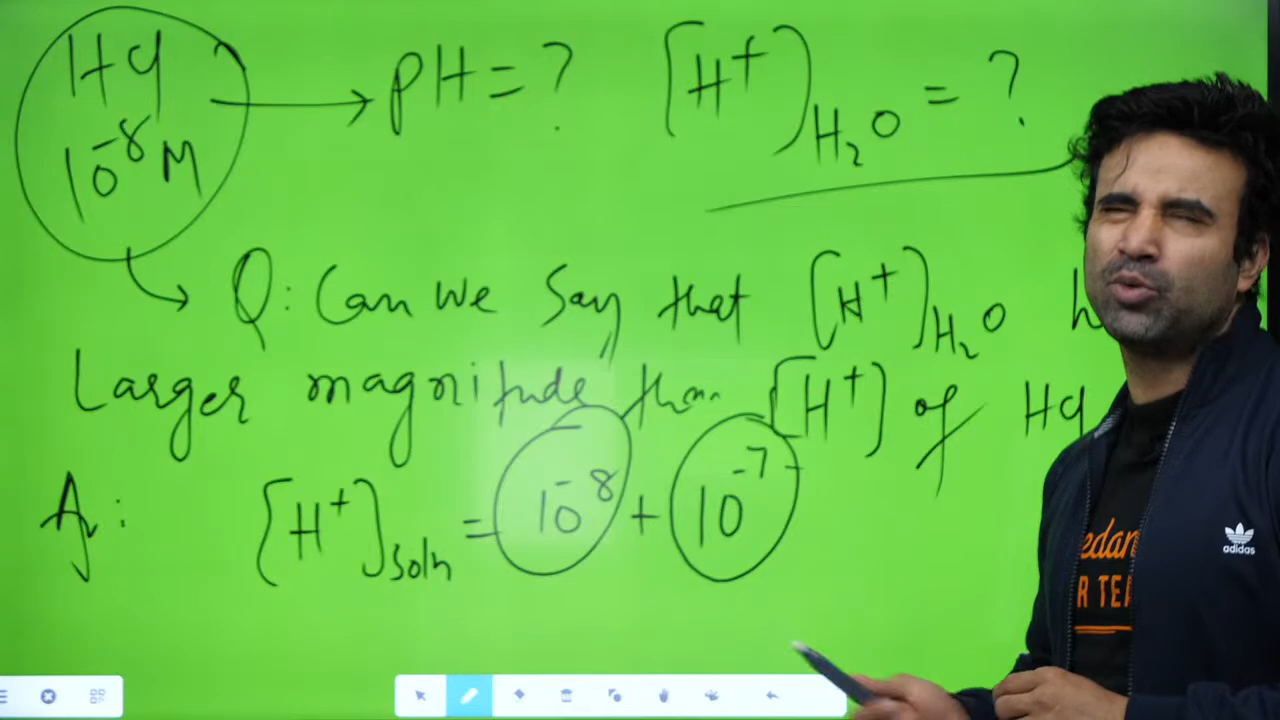 HCl → pH = ? [H⁺]H₂O = ?
10⁻⁸ M
Q: Can we say that [H⁺]H₂O
Larger magnitude than [H⁺] of HCl
A:
[H⁺]soln = 10⁻⁸ + 10⁻⁷
edan
R TEA
adidas